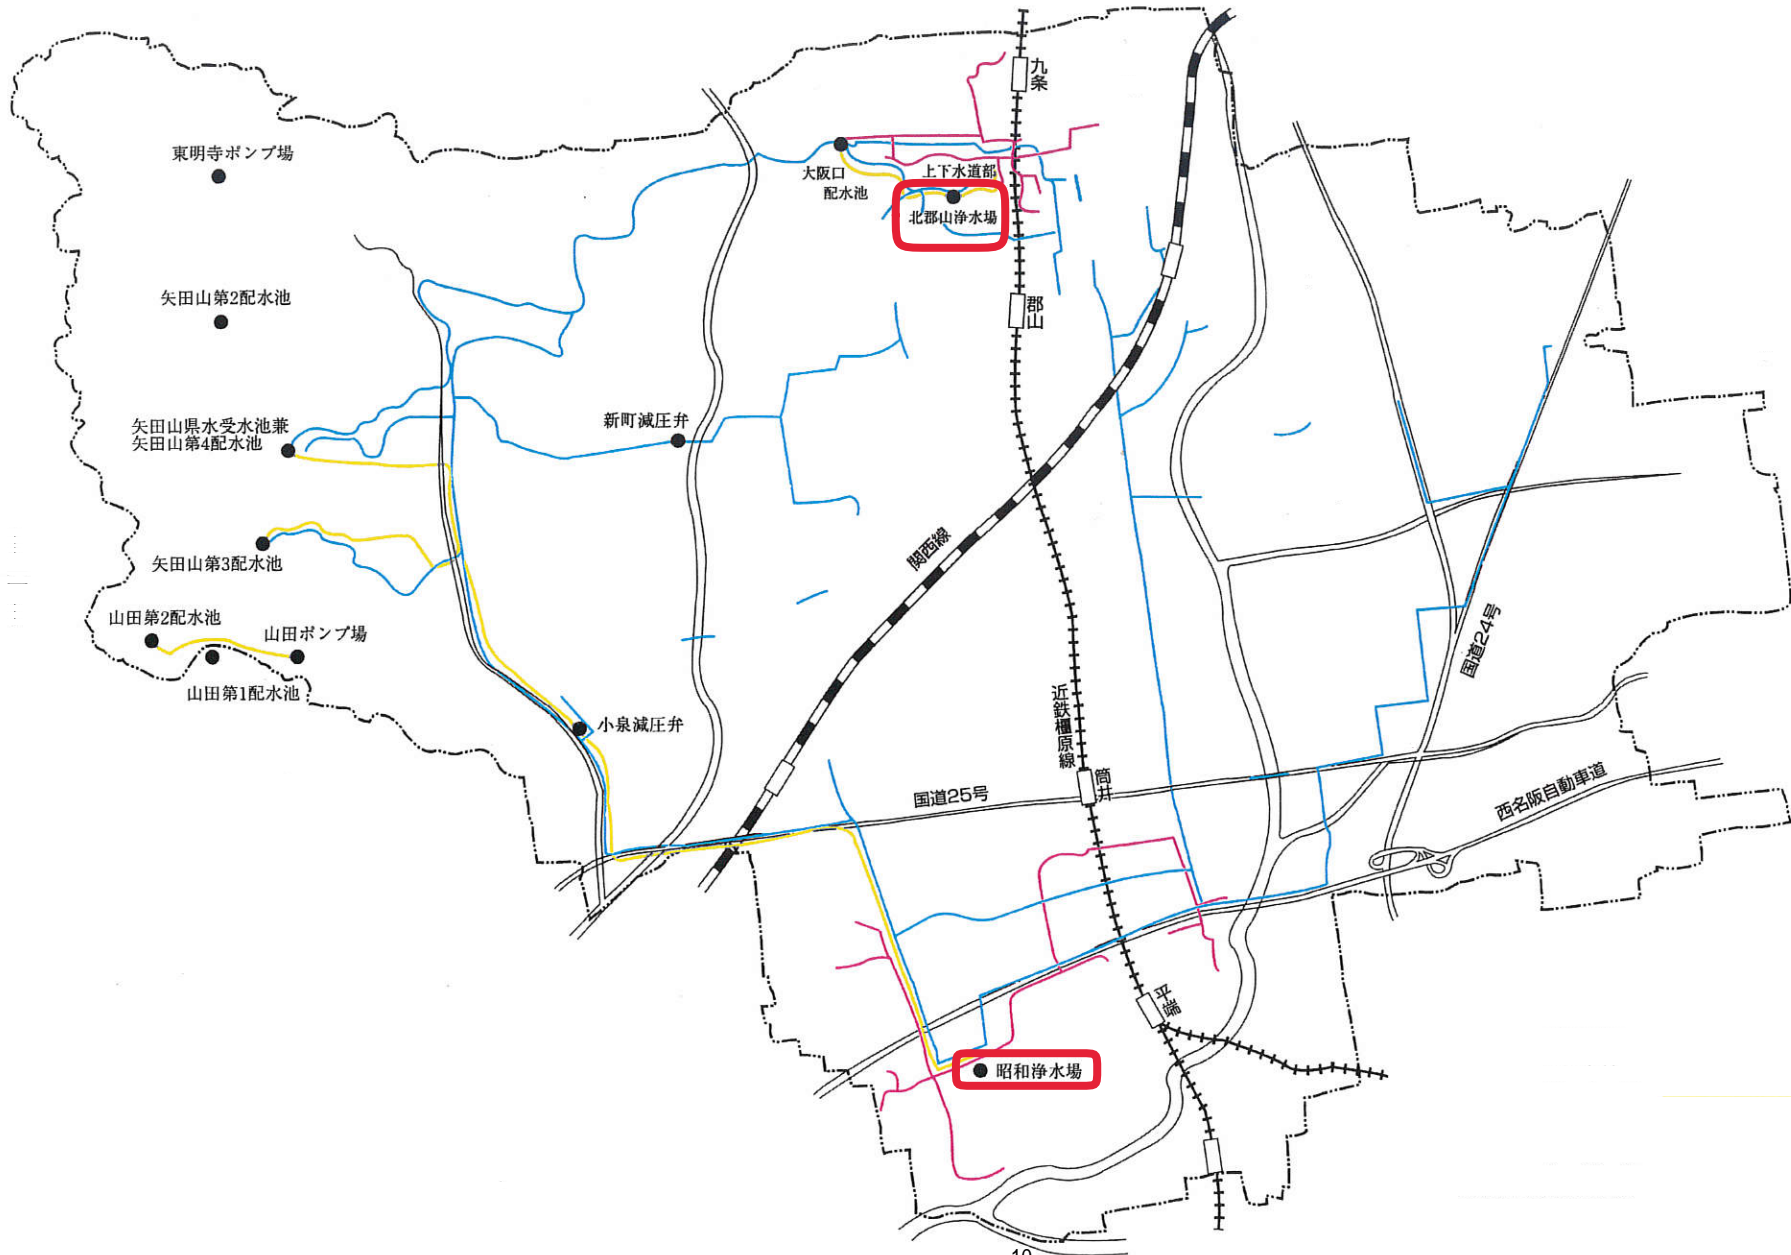 九条
東明寺ポンプ場
大阪口
配水池
上下水道部
北郡山浄水場
矢田山第2配水池
郡山
矢田山県水受水池兼
矢田山第4配水池
新町減圧弁
関西線
矢田山第3配水池
山田第2配水池
山田ポンプ場
山田第1配水池
国道24号
近鉄橿原線
小泉減圧弁
筒井
国道25号
西名阪自動車道
平端
昭和浄水場
10